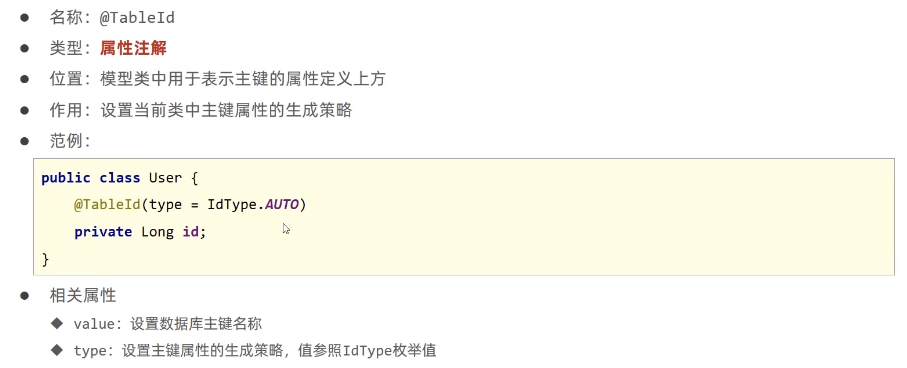 ● 名称：@TableId
● 类型：属性注解
● 位置：模型类中用于表示主键的属性定义上方
● 作用：设置当前类中主键属性的生成策略
● 范例：
public class User {
    @TableId(type = IdType.AUTO)
    private Long id;
}
● 相关属性
◆ value：设置数据库主键名称
◆ type：设置主键属性的生成策略，值参照IdType枚举值